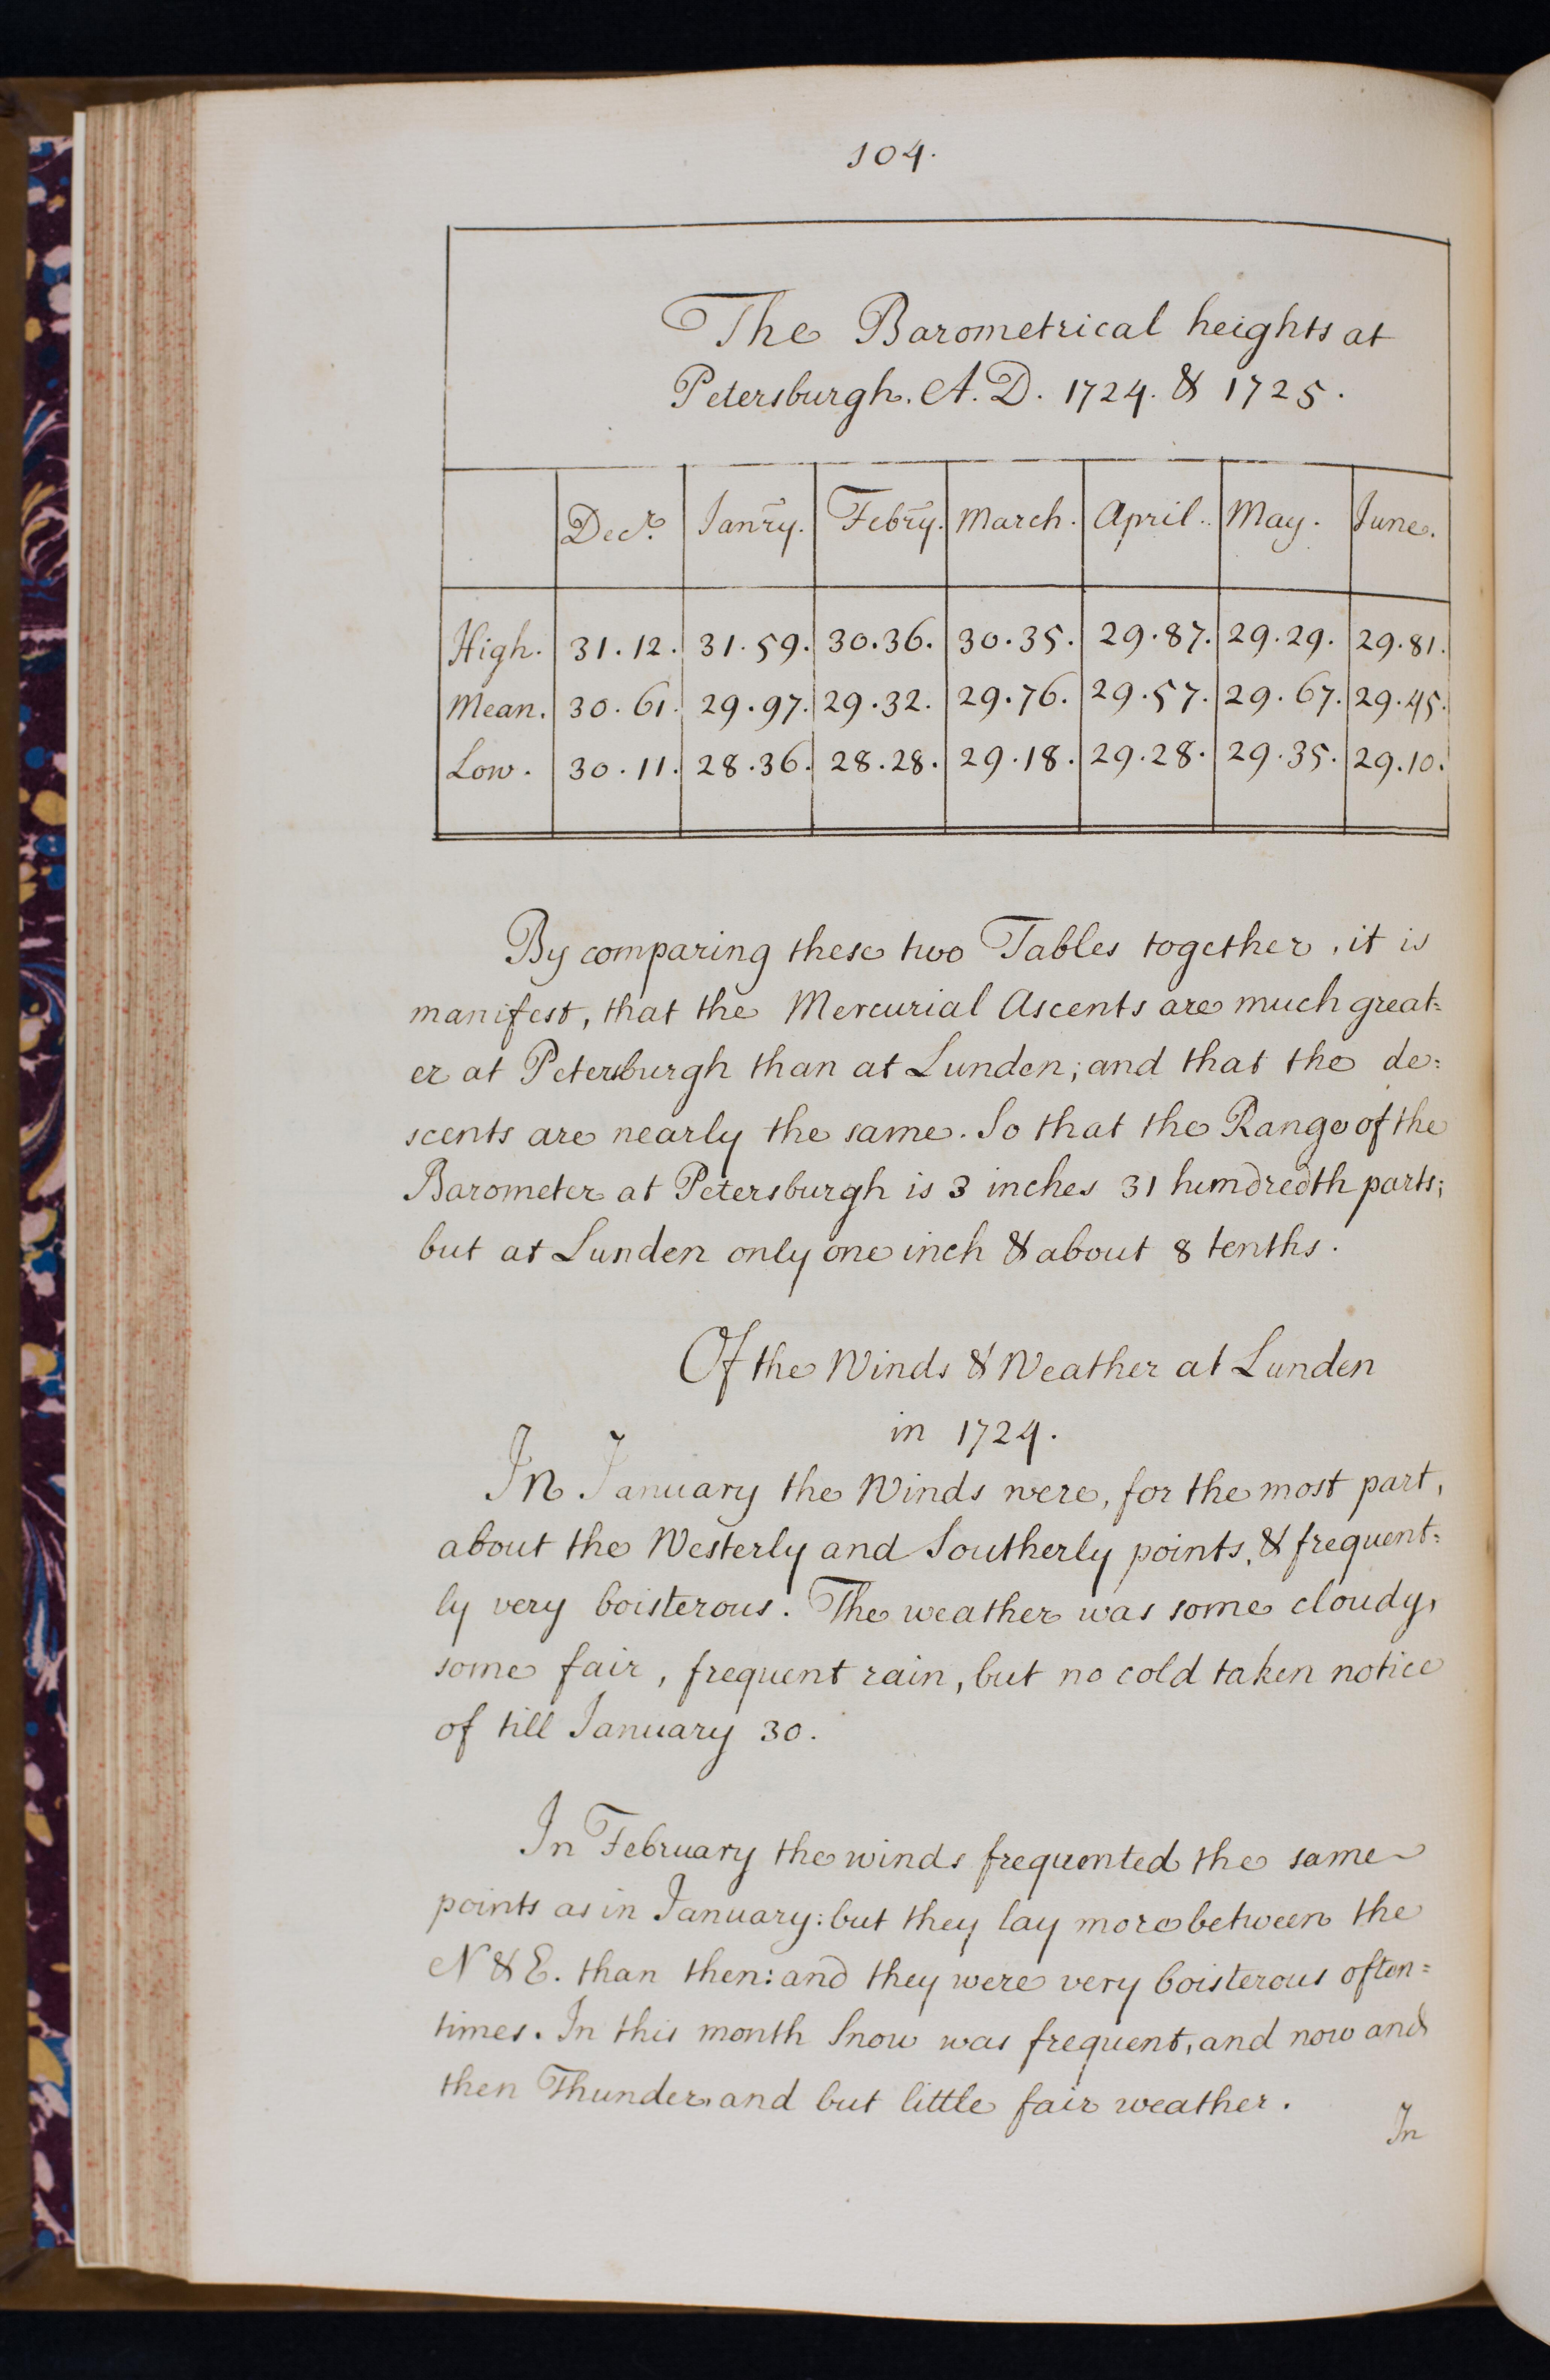 104.
The Barometrical heights at
Petersburgh. A.D. 1724. & 1725.
Decr. Janry. Febry. March. April. May. June.
High. 31.12. 31.59. 30.36. 30.35. 29.87. 29.29. 29.81.
Mean. 30.61. 29.97. 29.32. 29.76. 29.57. 29.67. 29.45.
Low. 30.11. 28.36. 28.28. 29.18. 29.28. 29.35. 29.10.
By comparing these two Tables together, it is
manifest, that the Mercurial Ascents are much great=
er at Petersburgh than at Lunden; and that the de=
scents are nearly the same. So that the Range of the
Barometer at Petersburgh is 3 inches 31 hundredth parts;
but at Lunden only one inch & about 8 tenths.
Of the Winds & Weather at Lunden
in 1724.
In January the Winds were, for the most part,
about the Westerly and Southerly points, & frequent=
ly very boisterous. The weather was some cloudy,
some fair, frequent rain, but no cold taken notice
of till January 30.
In February the winds frequented the same
points as in January: but they lay more between the
N & E. than then: and they were very boisterous often=
times. In this month Snow was frequent, and now and
then Thunder, and but little fair weather.
In